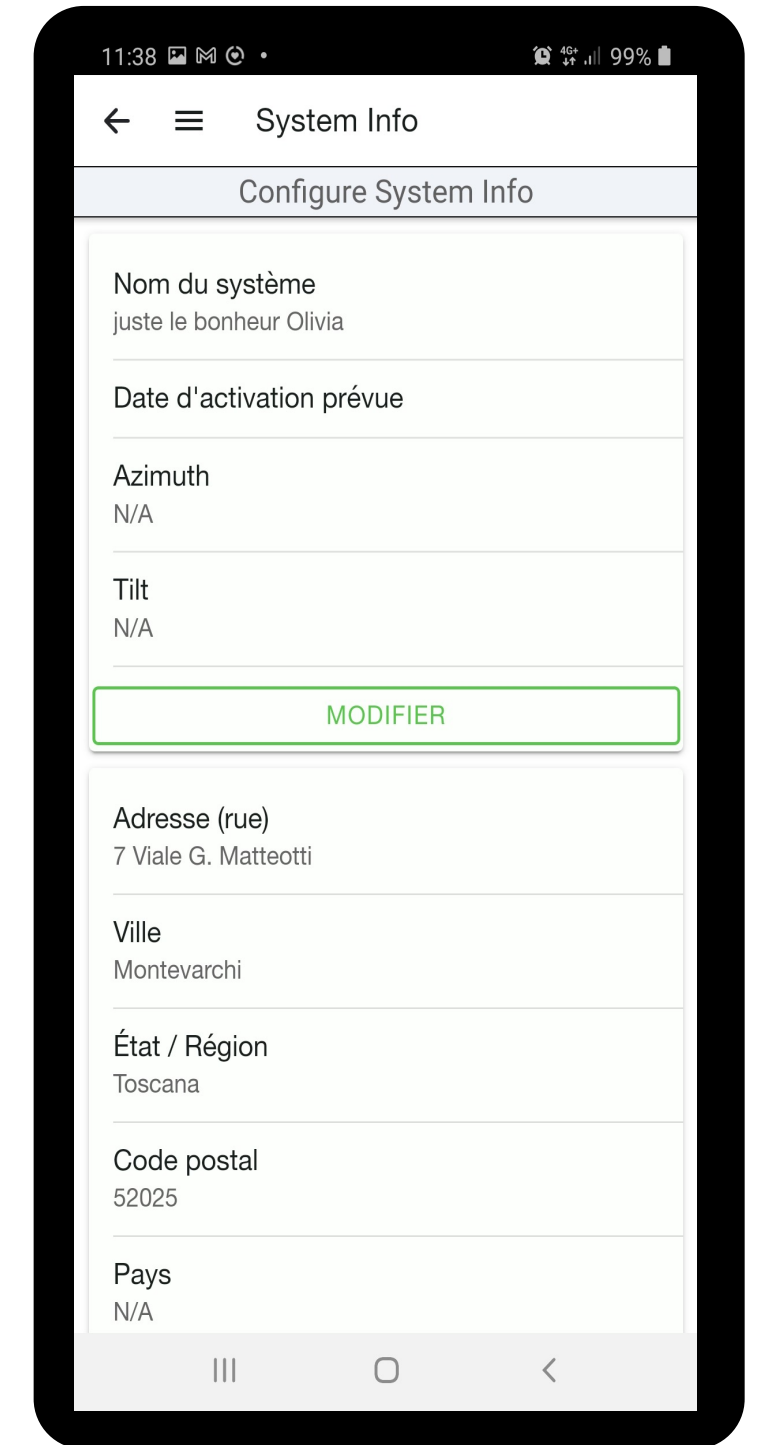 11:38 4G+ 99%
System Info
Configure System Info
Nom du système
juste le bonheur Olivia
Date d'activation prévue
Azimuth
N/A
Tilt
N/A
MODIFIER
Adresse (rue)
7 Viale G. Matteotti
Ville
Montevarchi
État / Région
Toscana
Code postal
52025
Pays
N/A